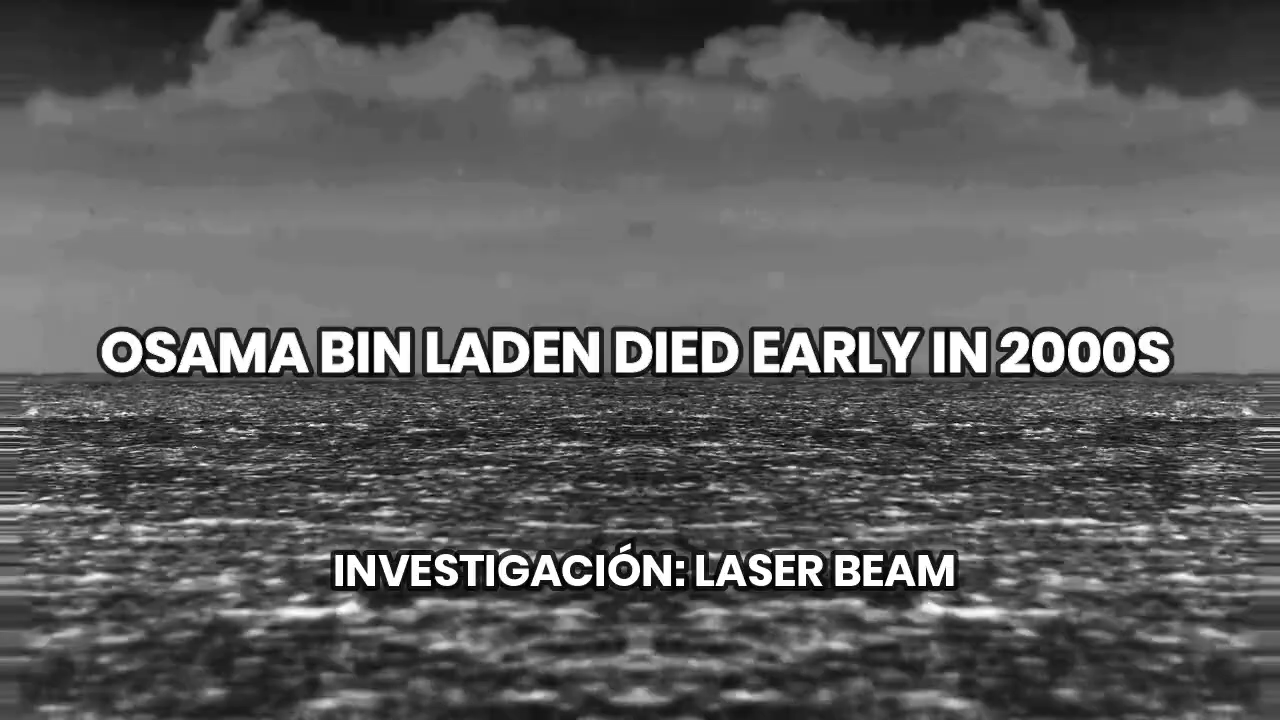 OSAMA BIN LADEN DIED EARLY IN 2000S
INVESTIGACIÓN: LASER BEAM